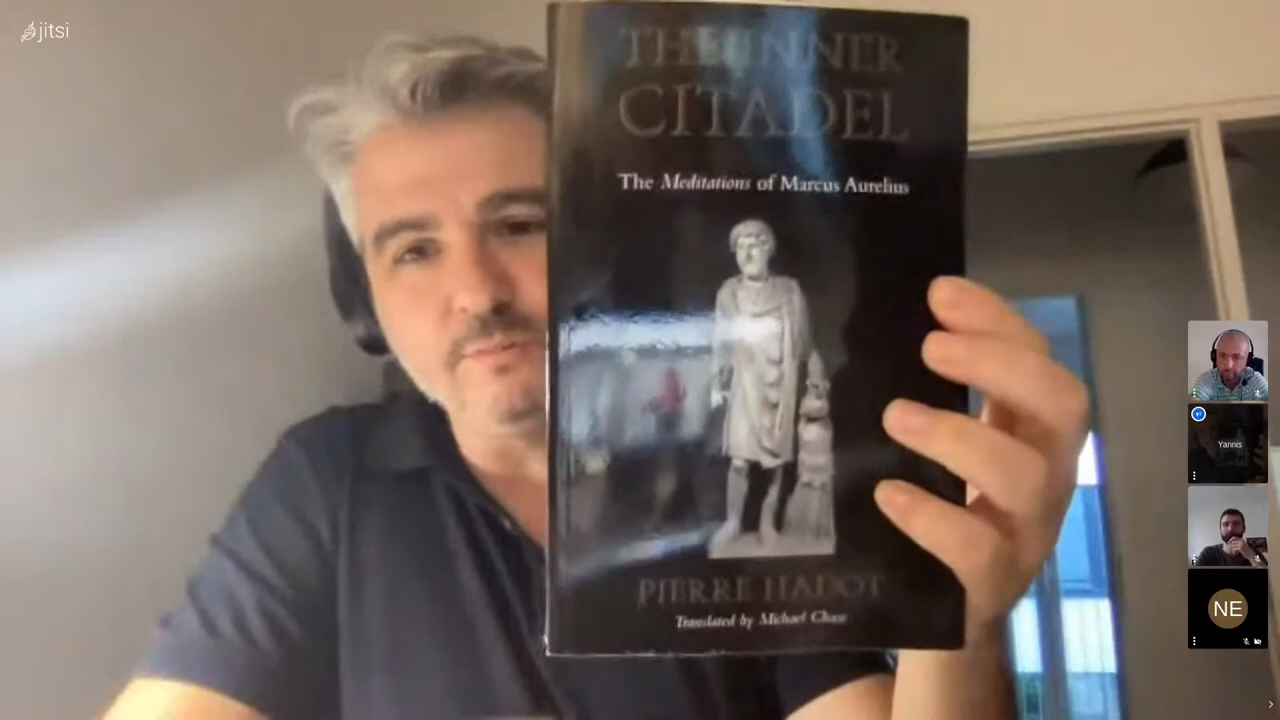 jitsi
THE INNER
CITADEL
The Meditations of Marcus Aurelius
PIERRE HADOT
Translated by Michael Chase
Yannis
NE